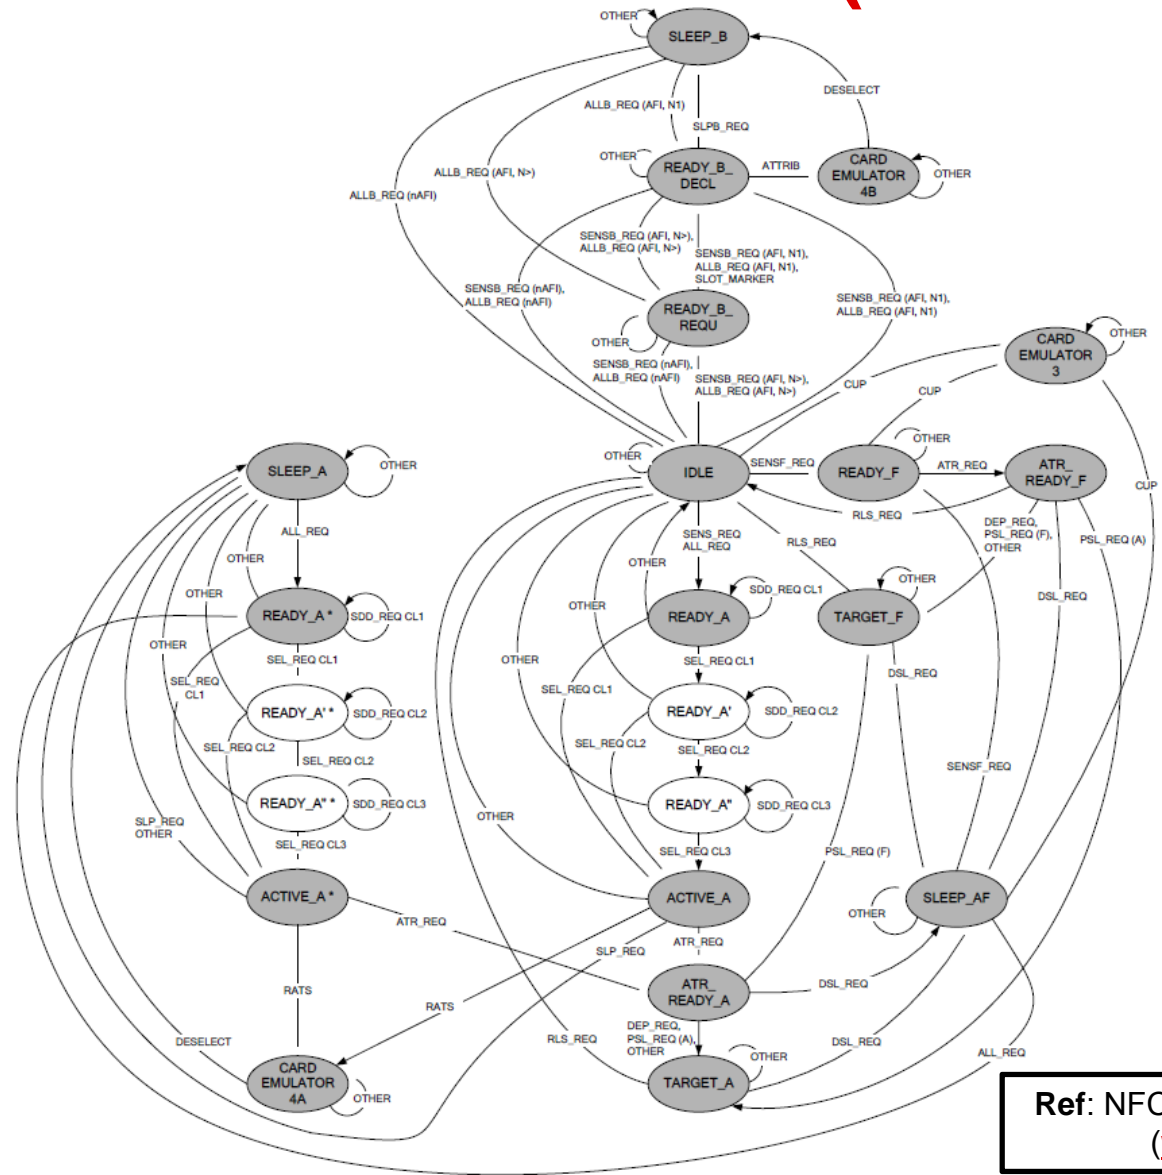 OTHER
SLEEP_B
DESELECT
ALLB_REQ (AFI, N1)
SLPB_REQ
OTHER
READY_B_
DECL
ATTRIB
CARD
EMULATOR
4B
OTHER
ALLB_REQ (AFI, N>)
ALLB_REQ (nAFI)
SENSB_REQ (AFI, N>),
ALLB_REQ (AFI, N>)
SENSB_REQ (AFI, N1),
ALLB_REQ (AFI, N1),
SLOT_MARKER
SENSB_REQ (nAFI),
ALLB_REQ (nAFI)
SENSB_REQ (AFI, N1),
ALLB_REQ (AFI, N1)
READY_B_
REQU
OTHER
CARD
EMULATOR
3
OTHER
SENSB_REQ (nAFI),
ALLB_REQ (nAFI)
SENSB_REQ (AFI, N>),
ALLB_REQ (AFI, N>)
CUP
CUP
OTHER
SLEEP_A
OTHER
OTHER
IDLE
SENSF_REQ
READY_F
ATR_REQ
ATR_
READY_F
CUP
RLS_REQ
ALL_REQ
SENS_REQ
ALL_REQ
RLS_REQ
DEP_REQ,
PSL_REQ (F),
OTHER
PSL_REQ (A)
OTHER
OTHER
OTHER
OTHER
DSL_REQ
READY_A *
SDD_REQ CL1
READY_A
SDD_REQ CL1
TARGET_F
OTHER
OTHER
OTHER
OTHER
SEL_REQ CL1
SEL_REQ CL1
SEL_REQ
CL1
SEL_REQ CL1
DSL_REQ
READY_A' *
SDD_REQ CL2
READY_A'
SDD_REQ CL2
SEL_REQ CL2
SEL_REQ CL2
SEL_REQ CL2
SEL_REQ CL2
SENSF_REQ
READY_A" *
SDD_REQ CL3
READY_A"
SDD_REQ CL3
SLP_REQ
OTHER
OTHER
SEL_REQ CL3
SEL_REQ CL3
PSL_REQ (F)
ACTIVE_A *
ACTIVE_A
SLEEP_AF
OTHER
ATR_REQ
SLP_REQ
ATR_REQ
RATS
RATS
ATR_
READY_A
DSL_REQ
DESELECT
RLS_REQ
DEP_REQ,
PSL_REQ (A),
OTHER
DSL_REQ
ALL_REQ
CARD
EMULATOR
4A
OTHER
TARGET_A
OTHER
Ref: NFC